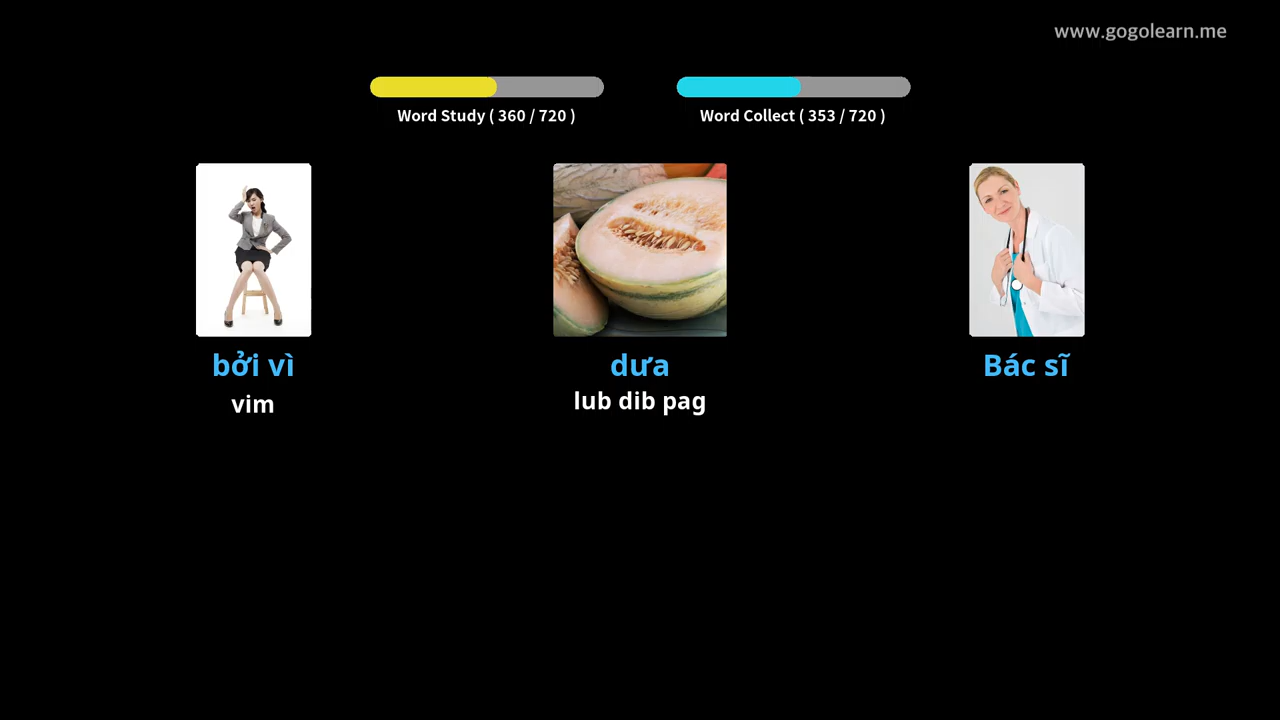 www.gogolearn.me
Word Study ( 360 / 720 )
Word Collect ( 353 / 720 )
bởi vì
vim
dưa
lub dib pag
Bác sĩ